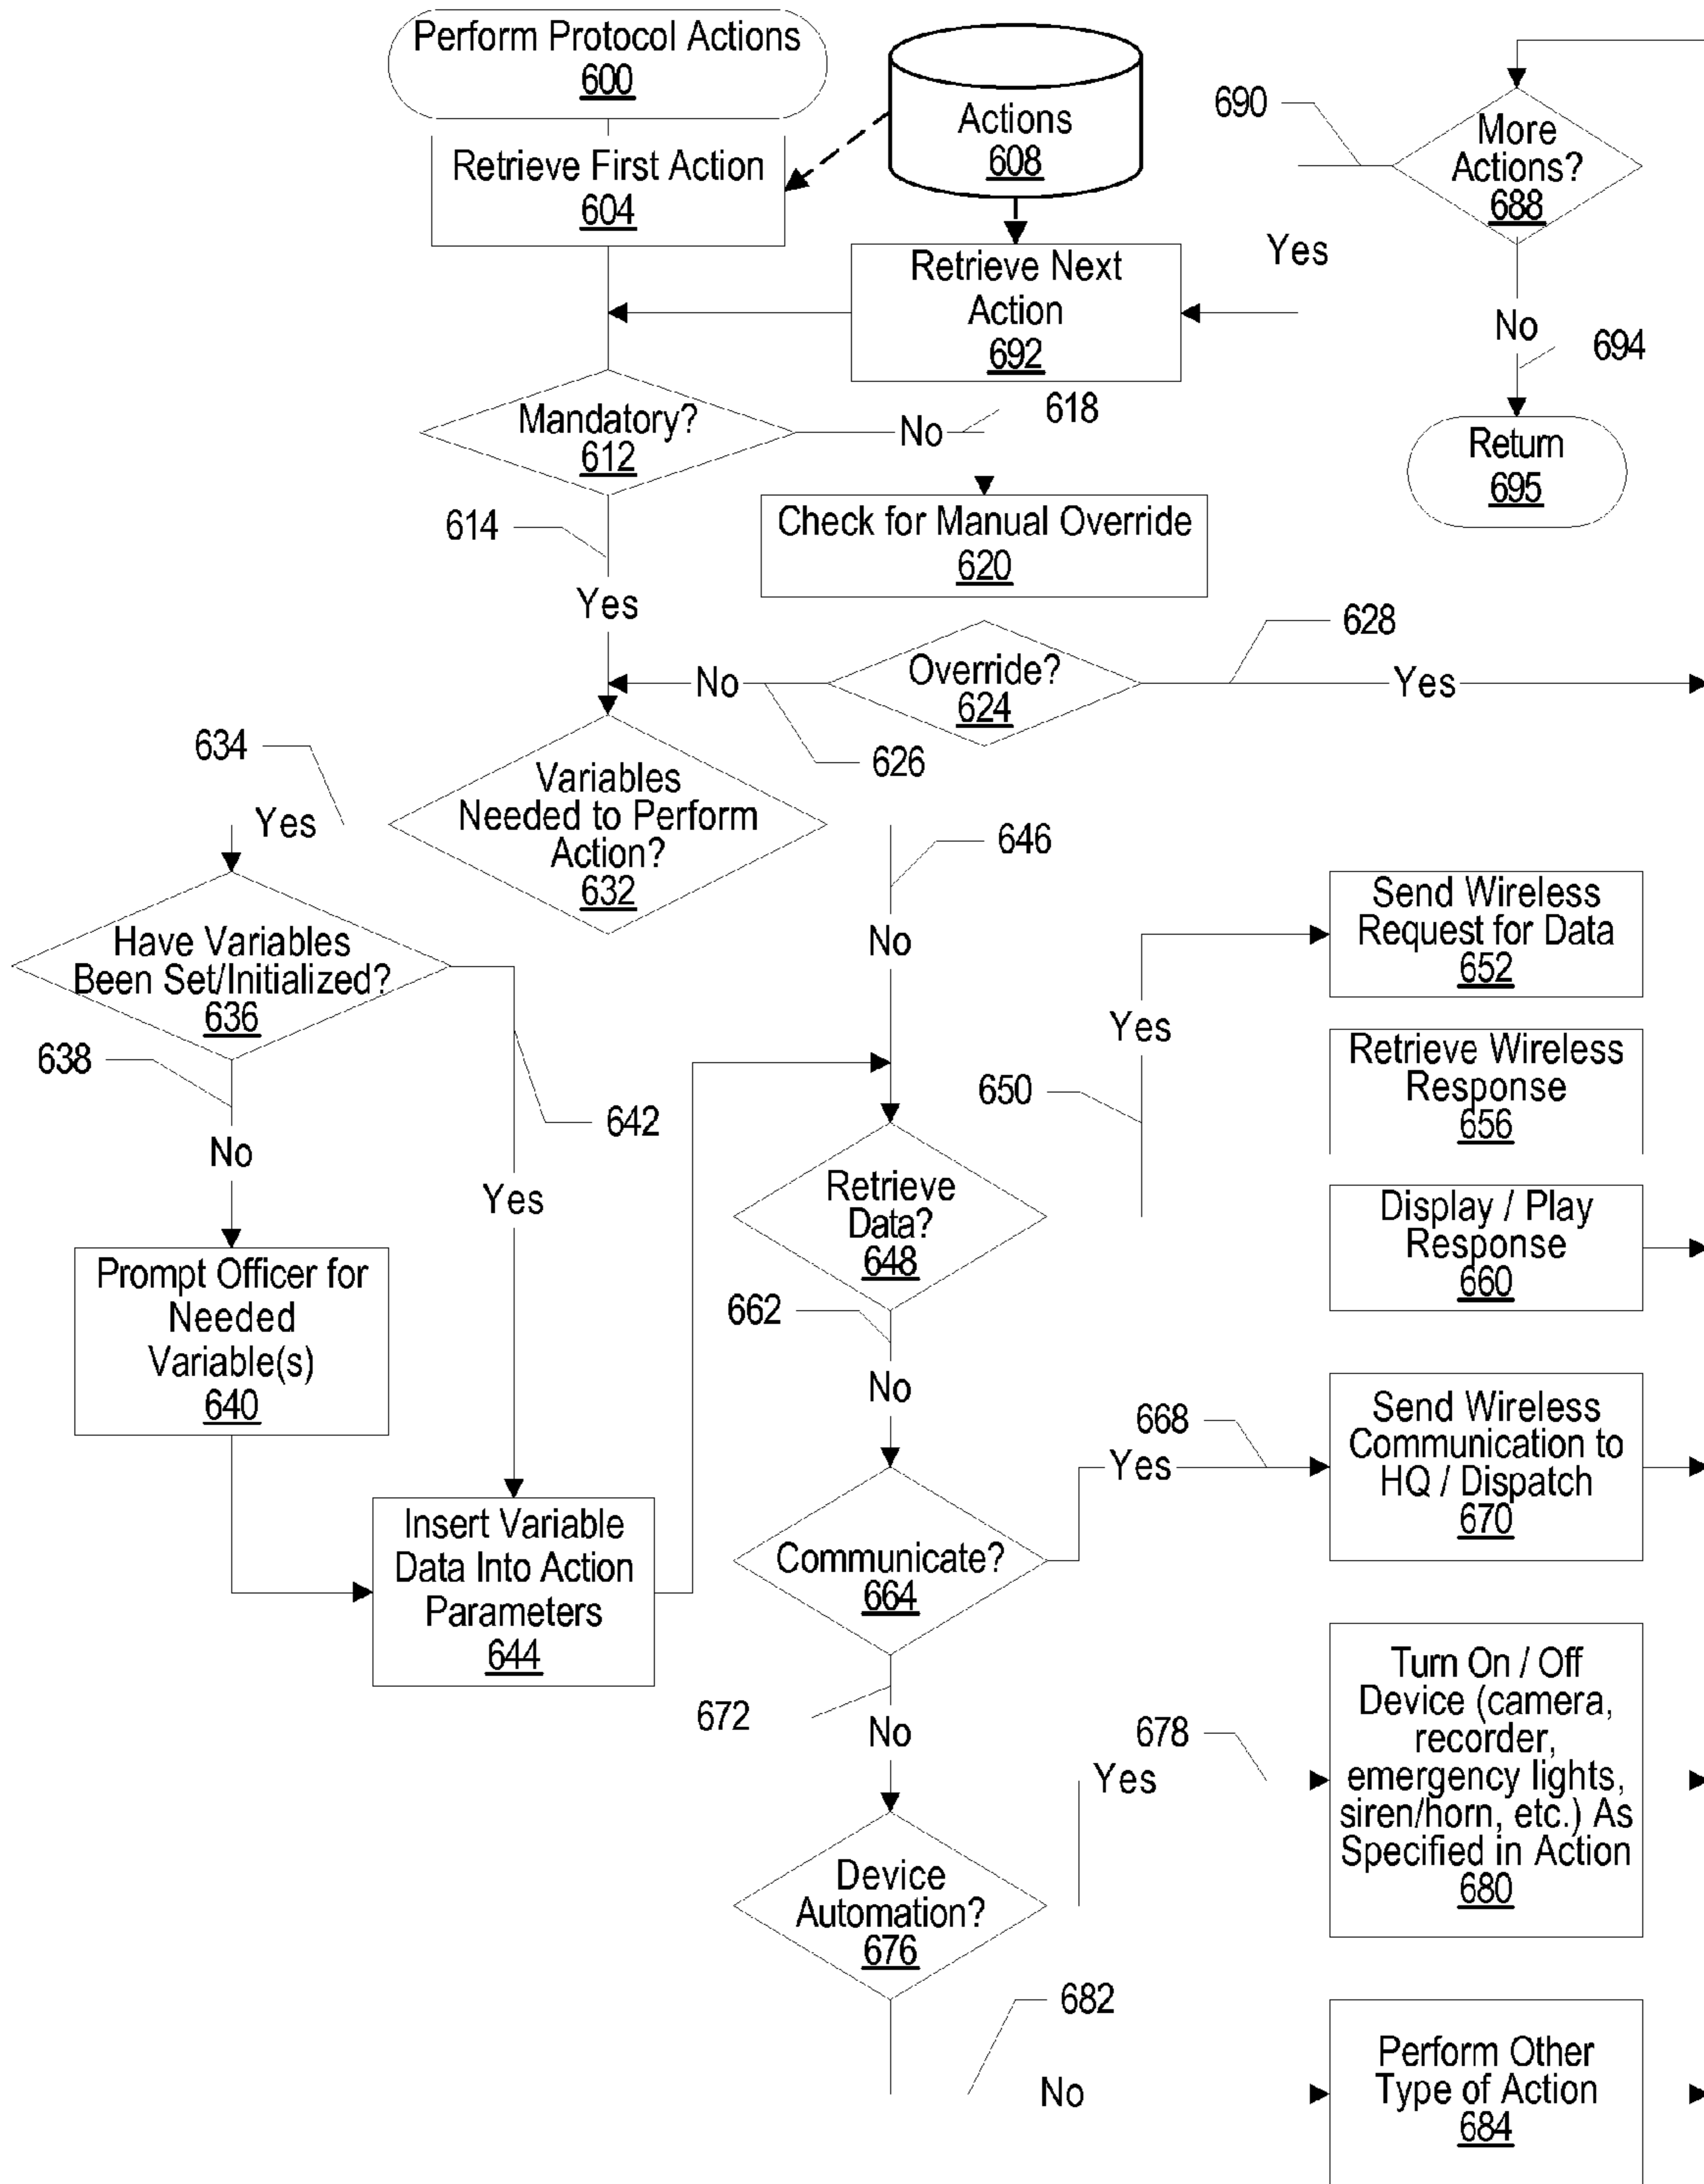 Perform Protocol Actions
600
Retrieve First Action
604
Actions
608
Retrieve Next
Action
692
690
More
Actions?
688
Yes
No
694
Return
695
Mandatory?
612
No
618
614
Yes
Check for Manual Override
620
Override?
624
No
626
628
Yes
634
Yes
Variables
Needed to Perform
Action?
632
646
No
Have Variables
Been Set/Initialized?
636
638
No
642
Yes
Prompt Officer for
Needed
Variable(s)
640
Insert Variable
Data Into Action
Parameters
644
Retrieve
Data?
648
650
Yes
Send Wireless
Request for Data
652
Retrieve Wireless
Response
656
Display / Play
Response
660
662
No
Communicate?
664
668
Yes
Send Wireless
Communication to
HQ / Dispatch
670
672
No
Device
Automation?
676
678
Yes
Turn On / Off
Device (camera,
recorder,
emergency lights,
siren/horn, etc.) As
Specified in Action
680
682
No
Perform Other
Type of Action
684